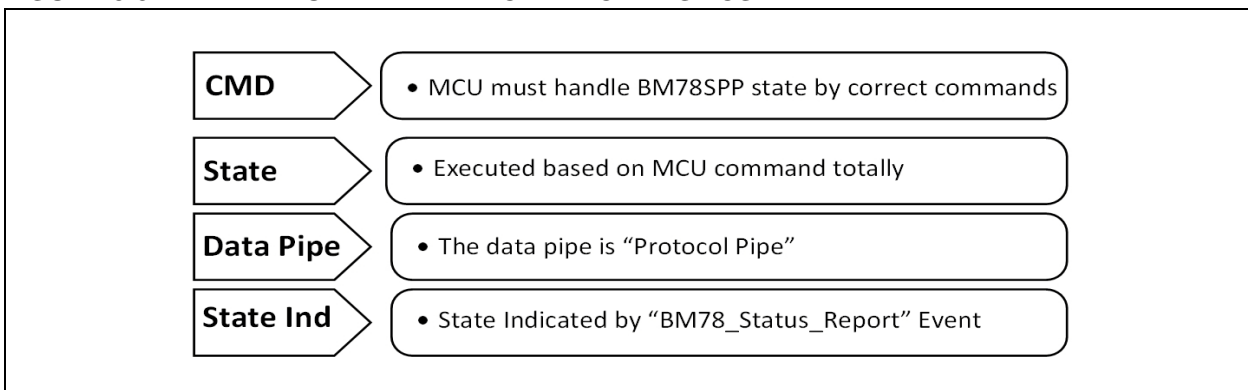 CMD
• MCU must handle BM78SPP state by correct commands
State
• Executed based on MCU command totally
Data Pipe
• The data pipe is “Protocol Pipe”
State Ind
• State Indicated by “BM78_Status_Report” Event